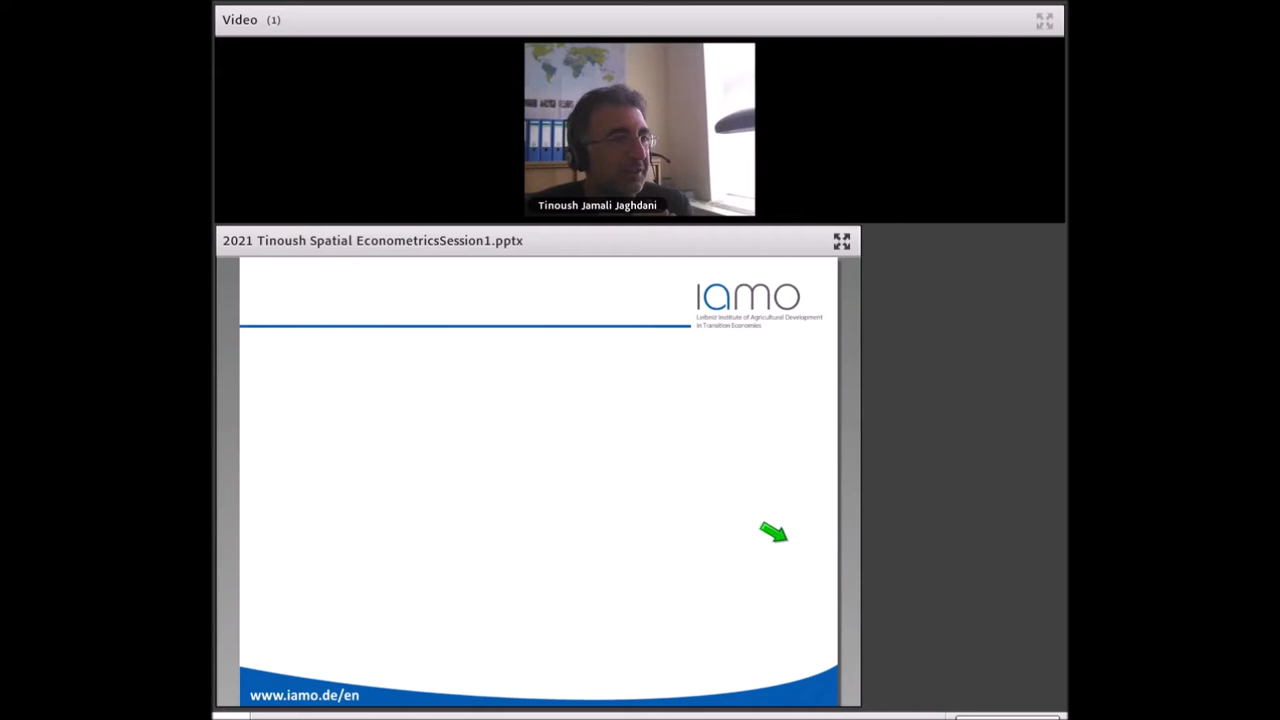 Video (1)
Tinoush Jamali Jaghdani
2021 Tinoush Spatial EconometricsSession1.pptx
iamo
Leibniz Institute of Agricultural Development
in Transition Economies
www.iamo.de/en